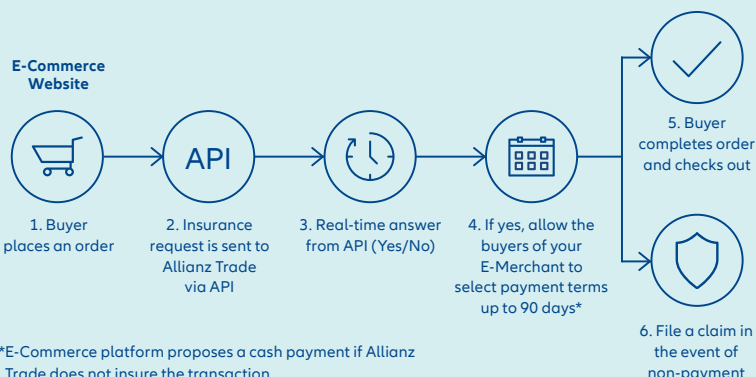 E-Commerce
Website
API
1. Buyer
places an order
2. Insurance
request is sent to
Allianz Trade
via API
3. Real-time answer
from API (Yes/No)
4. If yes, allow the
buyers of your
E-Merchant to
select payment terms
up to 90 days*
5. Buyer
completes order
and checks out
6. File a claim in
the event of
non-payment
*E-Commerce platform proposes a cash payment if Allianz
Trade does not insure the transaction